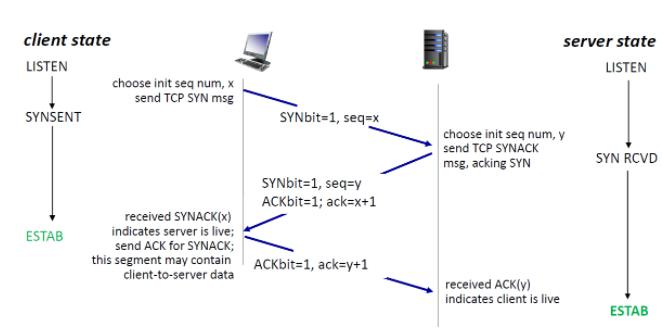 client state
server state
LISTEN
LISTEN
choose init seq num, x
send TCP SYN msg
SYNSENT
SYNbit=1, seq=x
choose init seq num, y
send TCP SYNACK
msg, acking SYN
SYN RCVD
SYNbit=1, seq=y
ACKbit=1; ack=x+1
received SYNACK(x)
indicates server is live;
send ACK for SYNACK;
this segment may contain
client-to-server data
ESTAB
ACKbit=1, ack=y+1
received ACK(y)
indicates client is live
ESTAB